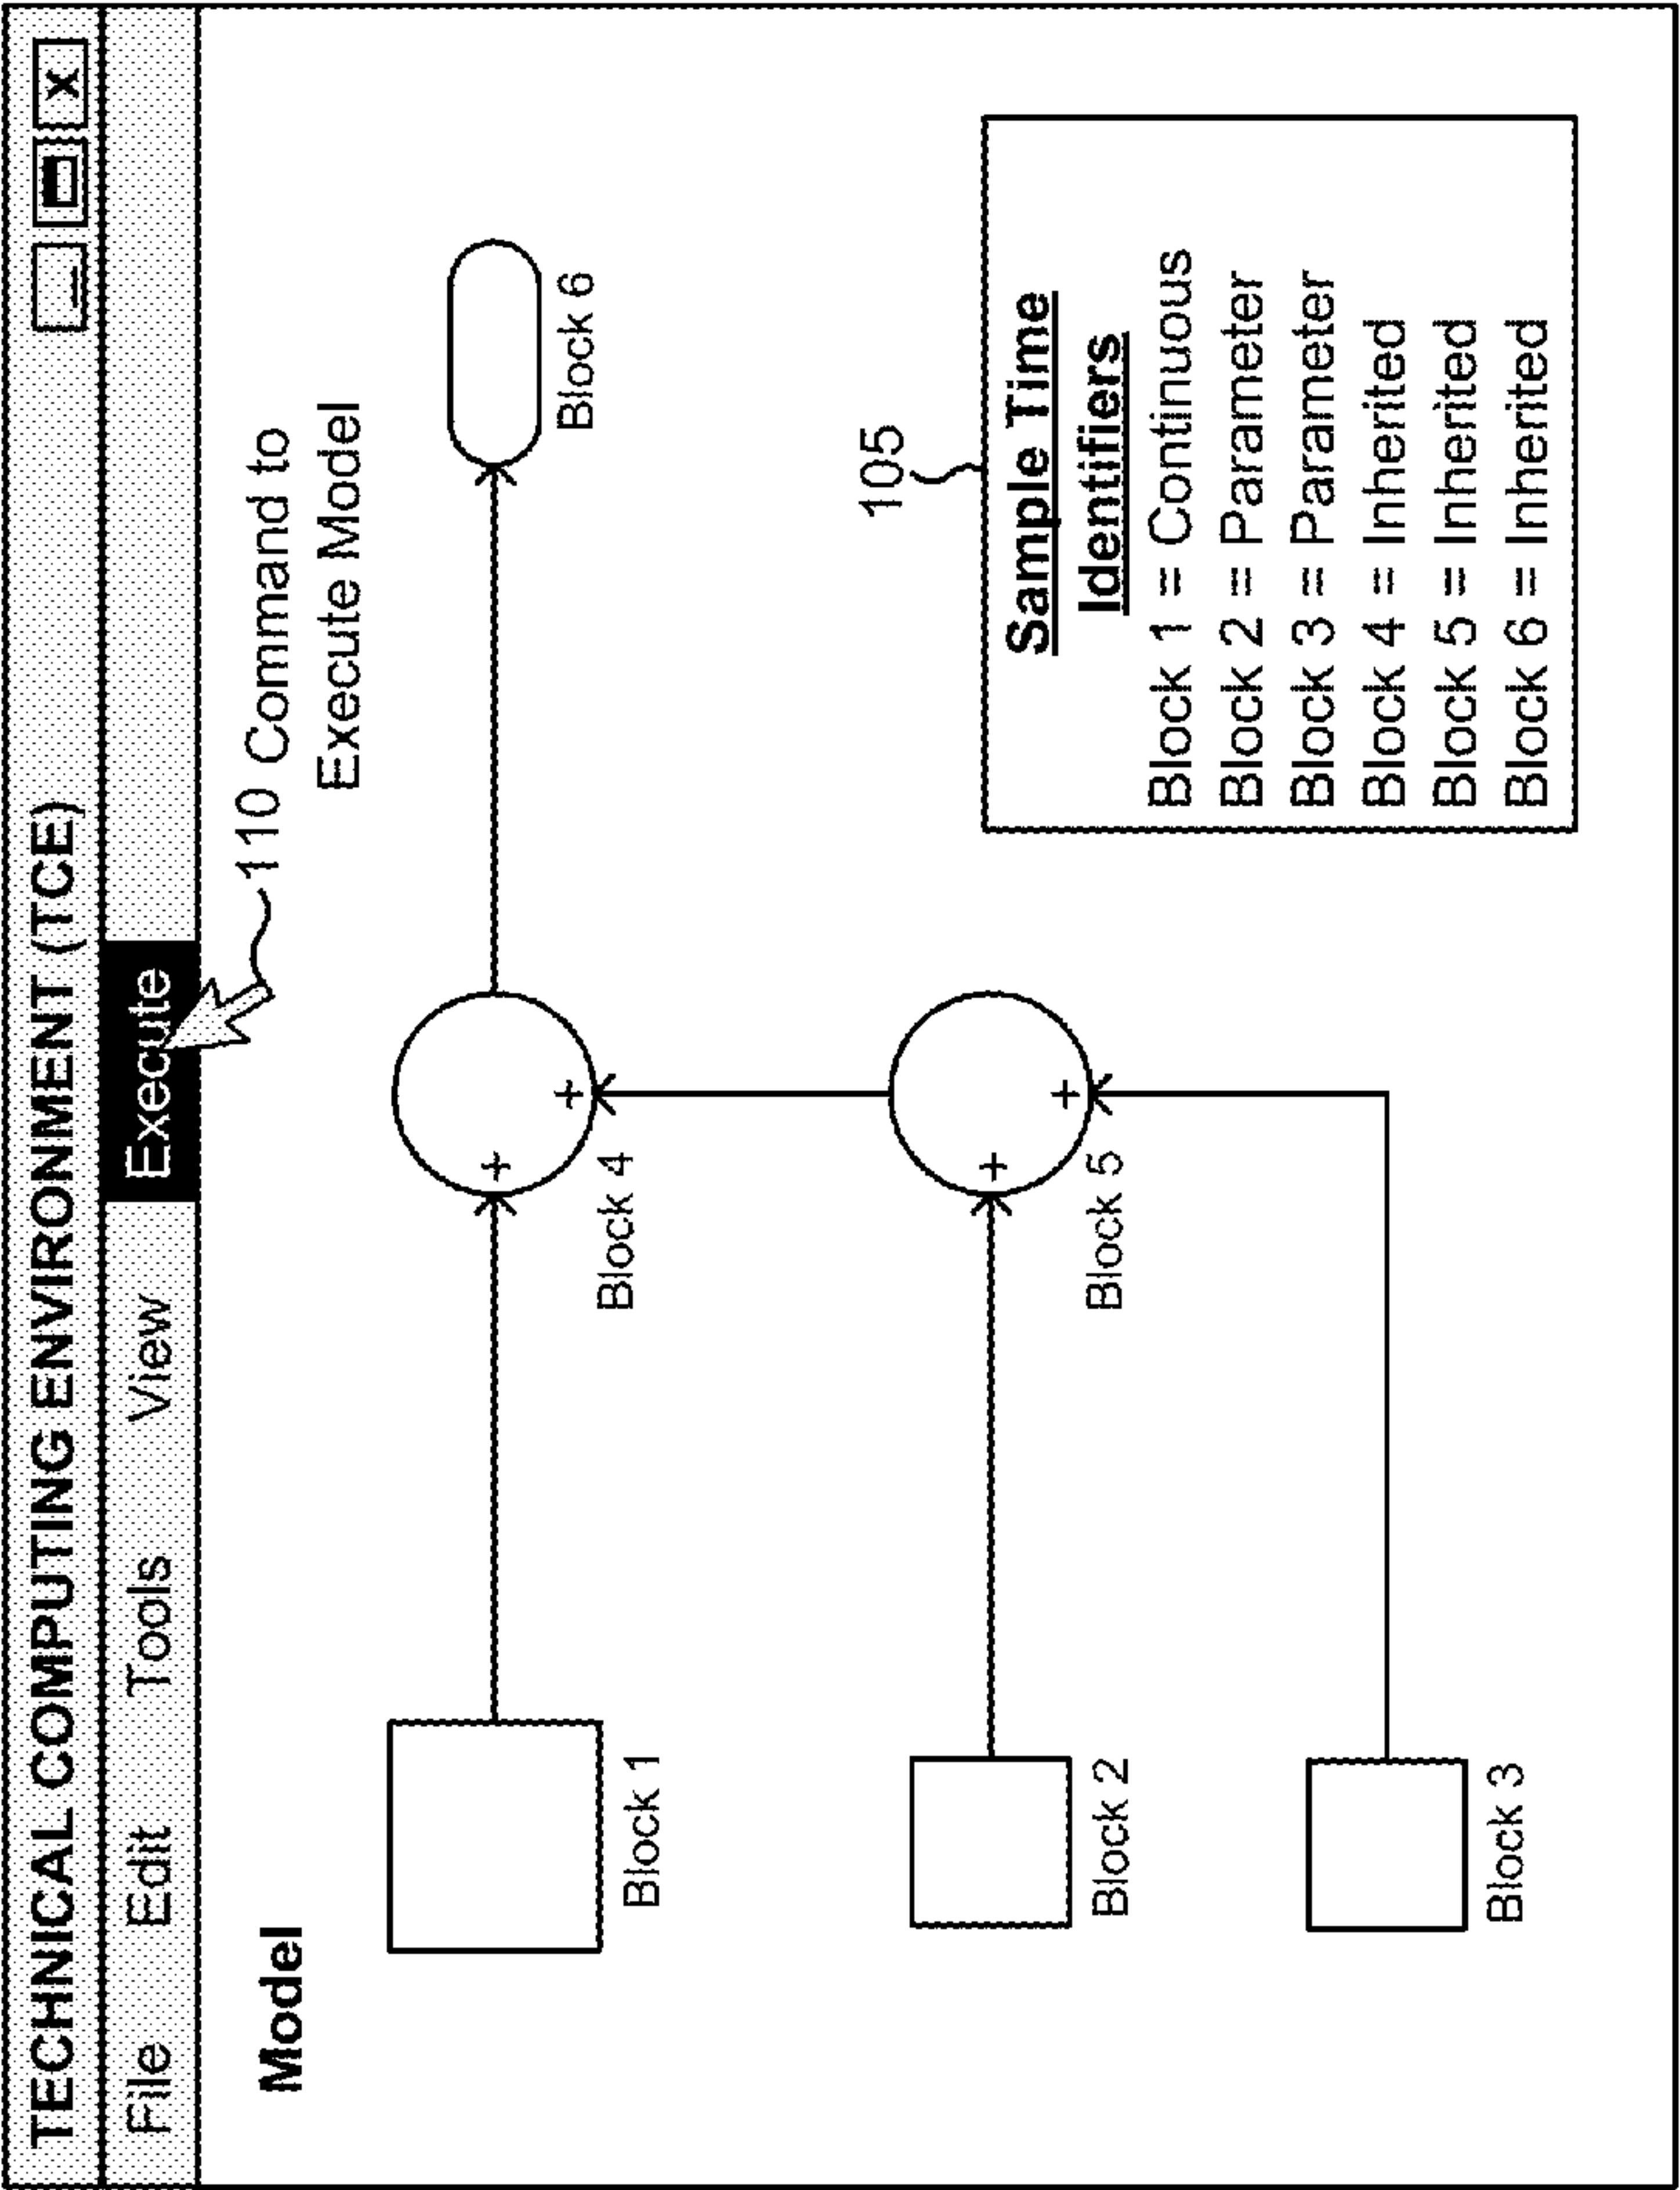 TECHNICAL COMPUTING ENVIRONMENT (TCE)
_
X
File Edit Tools View Execute
110 Command to
Execute Model
Model
Block 1
+
+
Block 4
Block 6
Block 2
+
+
Block 5
Block 3
105
Sample Time
Identifiers
Block 1 = Continuous
Block 2 = Parameter
Block 3 = Parameter
Block 4 = Inherited
Block 5 = Inherited
Block 6 = Inherited